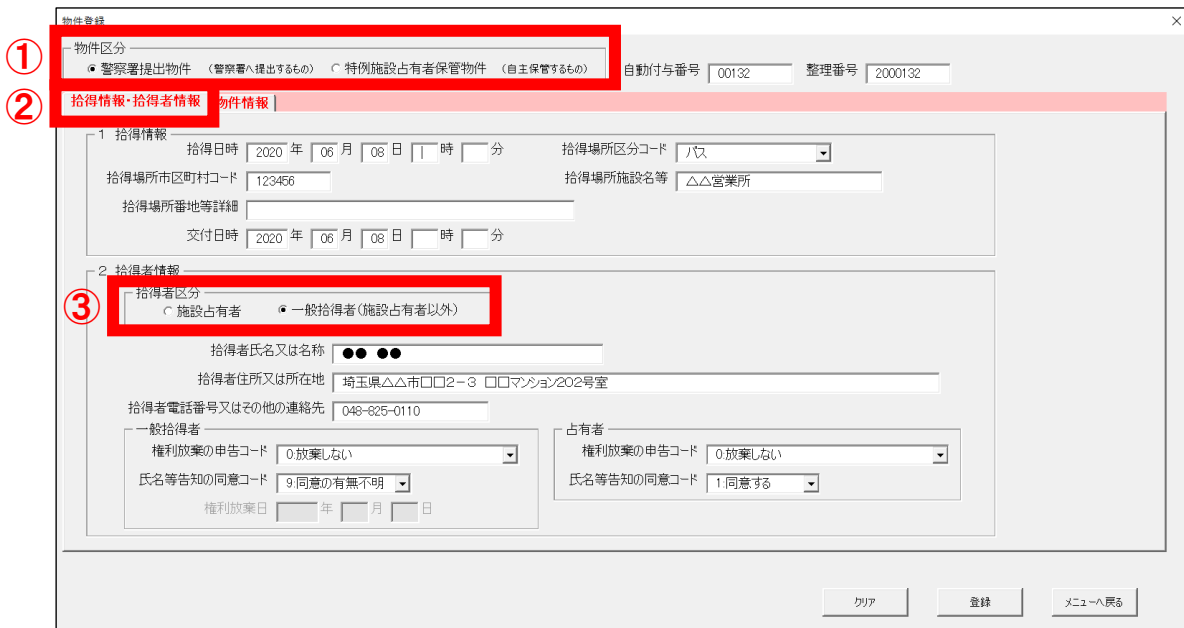 物件登録 ×
① 物件区分
警察署提出物件 (警察署へ提出するもの) 特例施設占有者保管物件 (自主保管するもの) 自動付与番号 00132 整理番号 2000132
② 拾得情報・拾得者情報 物件情報
1 拾得情報
拾得日時 2020 年 06 月 08 日 時 分 拾得場所区分コード バス
拾得場所市区町村コード 123456 拾得場所施設名等 △△営業所
拾得場所番地等詳細
交付日時 2020 年 06 月 08 日 時 分
2 拾得者情報
③ 拾得者区分
施設占有者 一般拾得者(施設占有者以外)
拾得者氏名又は名称 ●● ●●
拾得者住所又は所在地 埼玉県△△市□□2-3 □□マンション202号室
拾得者電話番号又はその他の連絡先 048-825-0110
一般拾得者 占有者
権利放棄の申告コード 0:放棄しない 権利放棄の申告コード 0:放棄しない
氏名等告知の同意コード 9:同意の有無不明 氏名等告知の同意コード 1:同意する
権利放棄日 年 月 日
クリア 登録 メニューへ戻る